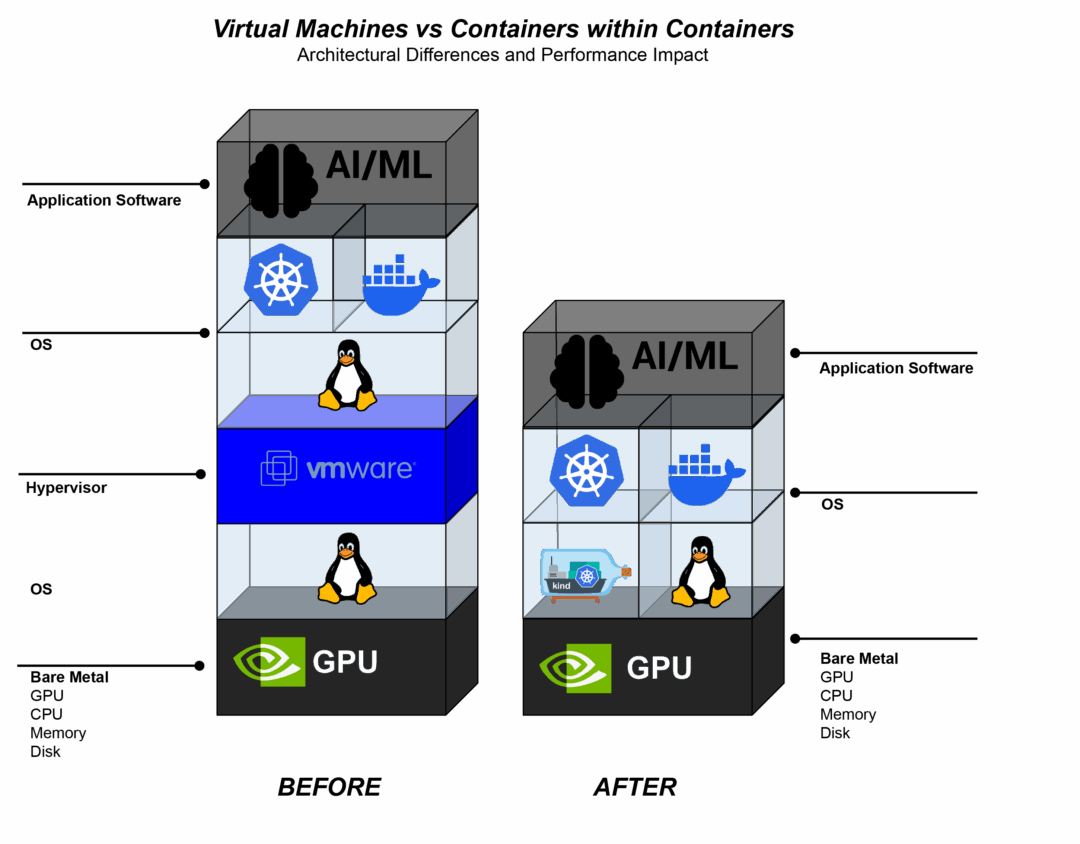 Virtual Machines vs Containers within Containers
Architectural Differences and Performance Impact
AI/ML
Application Software
OS
vmware®
Hypervisor
OS
GPU
Bare Metal
GPU
CPU
Memory
Disk
BEFORE
AI/ML
Application Software
OS
kind
GPU
Bare Metal
GPU
CPU
Memory
Disk
AFTER